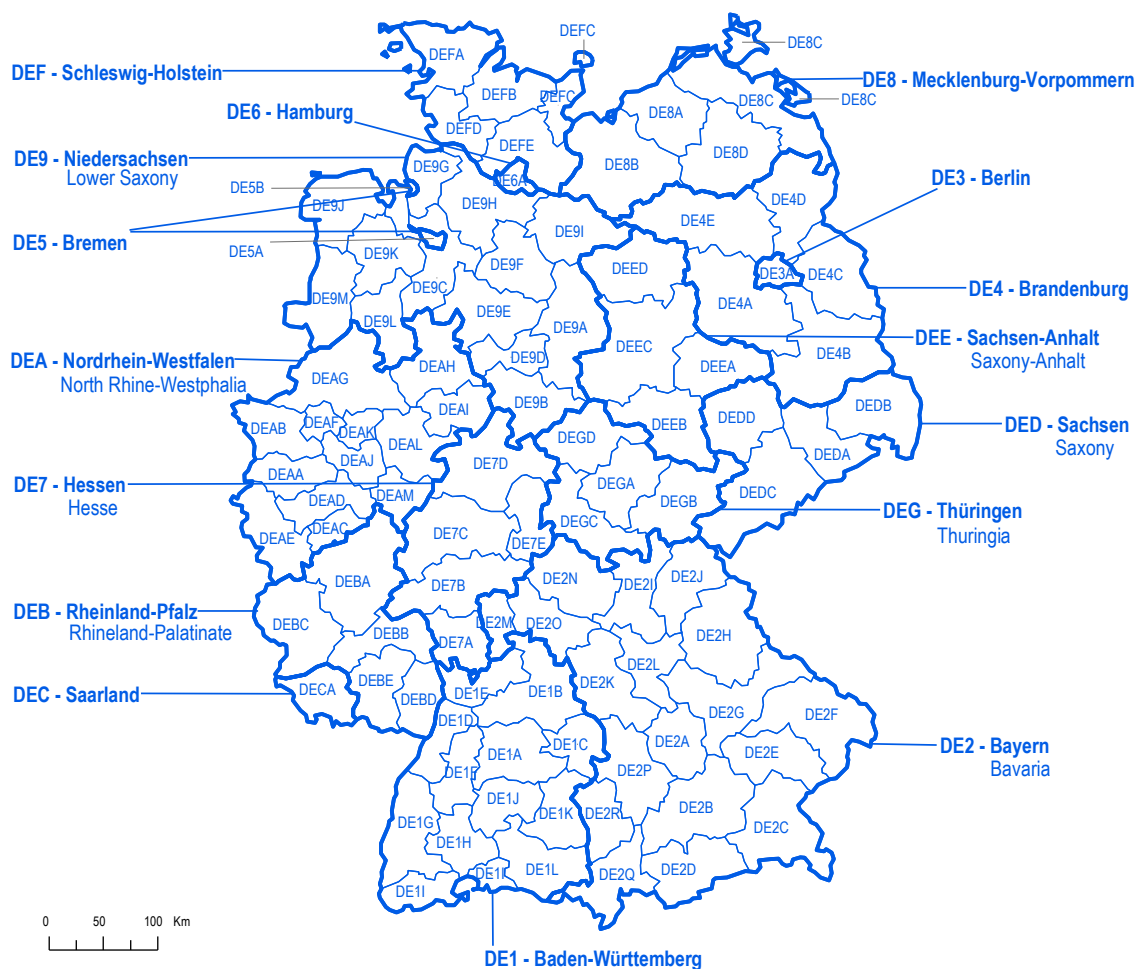 DEFC
DEFA
DE8C
DEF - Schleswig-Holstein
DE8 - Mecklenburg-Vorpommern
DEFB
DEFC
DE8C
DE8C
DE6 - Hamburg
DE8A
DEFD
DEFE
DE8D
DE9 - Niedersachsen
Lower Saxony
DE9G
DE8B
DE6A
DE3 - Berlin
DE5B
DE9J
DE9H
DE4D
DE4E
DE5 - Bremen
DE5A
DE9I
DE9K
DE9F
DEED
DE3A
DE4C
DE9C
DE9M
DE4A
DE4 - Brandenburg
DE9E
DE9L
DE9A
DEE - Sachsen-Anhalt
Saxony-Anhalt
DEEC
DE4B
DEA - Nordrhein-Westfalen
North Rhine-Westphalia
DE9D
DEAH
DEEA
DEAG
DE9B
DEAI
DEDB
DEAB
DEAF
DEAK
DEAL
DEEB
DEDD
DED - Sachsen
Saxony
DEGD
DEDA
DEAJ
DE7D
DEAA
DE7 - Hessen
Hesse
DEGA
DEAD
DEAM
DEGB
DEDC
DEG - Thüringen
Thuringia
DEAC
DEGC
DEAE
DE7C
DE7E
DEBA
DE7B
DE2N
DE2I
DE2J
DEB - Rheinland-Pfalz
Rhineland-Palatinate
DEBC
DE2M
DE2O
DEBB
DE7A
DE2H
DE2L
DEBE
DE2K
DEC - Saarland
DECA
DEBD
DE1E
DE1B
DE2G
DE2F
DE1D
DE2A
DE1C
DE2 - Bayern
Bavaria
DE1A
DE2E
DE1F
DE2P
DE1J
DE2B
DE1K
DE2R
DE1G
DE2C
DE1H
DE1I
DE1L
DE2Q
DE2D
DE1I
0 50 100 Km
DE1 - Baden-Württemberg